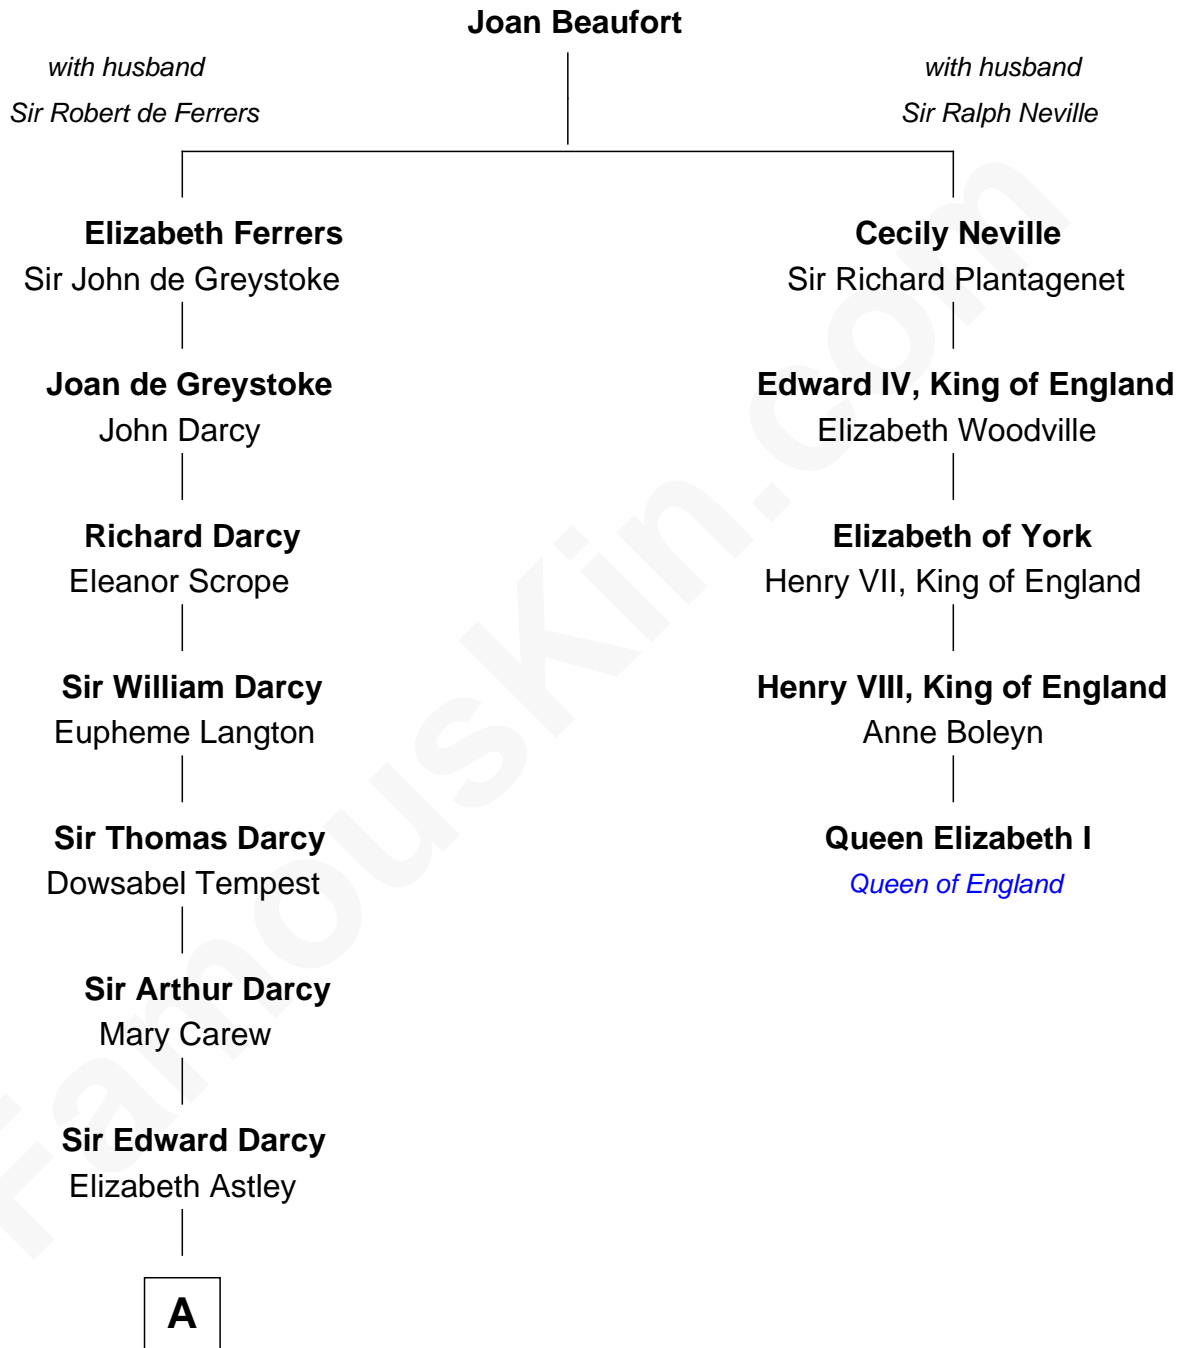 Joan Beaufort
with husband
Sir Robert de Ferrers
with husband
Sir Ralph Neville
Elizabeth Ferrers
Sir John de Greystoke
Joan de Greystoke
John Darcy
Richard Darcy
Eleanor Scrope
Sir William Darcy
Eupheme Langton
Sir Thomas Darcy
Dowsabel Tempest
Sir Arthur Darcy
Mary Carew
Sir Edward Darcy
Elizabeth Astley
A
Cecily Neville
Sir Richard Plantagenet
Edward IV, King of England
Elizabeth Woodville
Elizabeth of York
Henry VII, King of England
Henry VIII, King of England
Anne Boleyn
Queen Elizabeth I
Queen of England
FamousKin.com